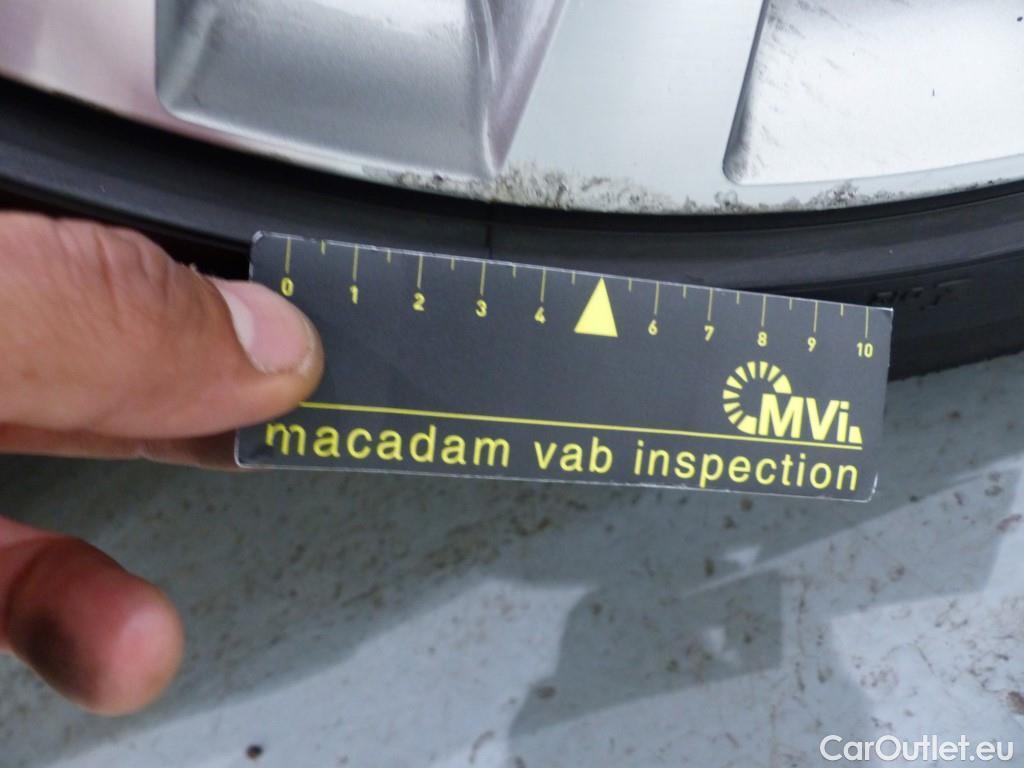 0 1 2 3 4 6 7 8 9 10
MVi
macadam vab inspection
CarOutlet.eu